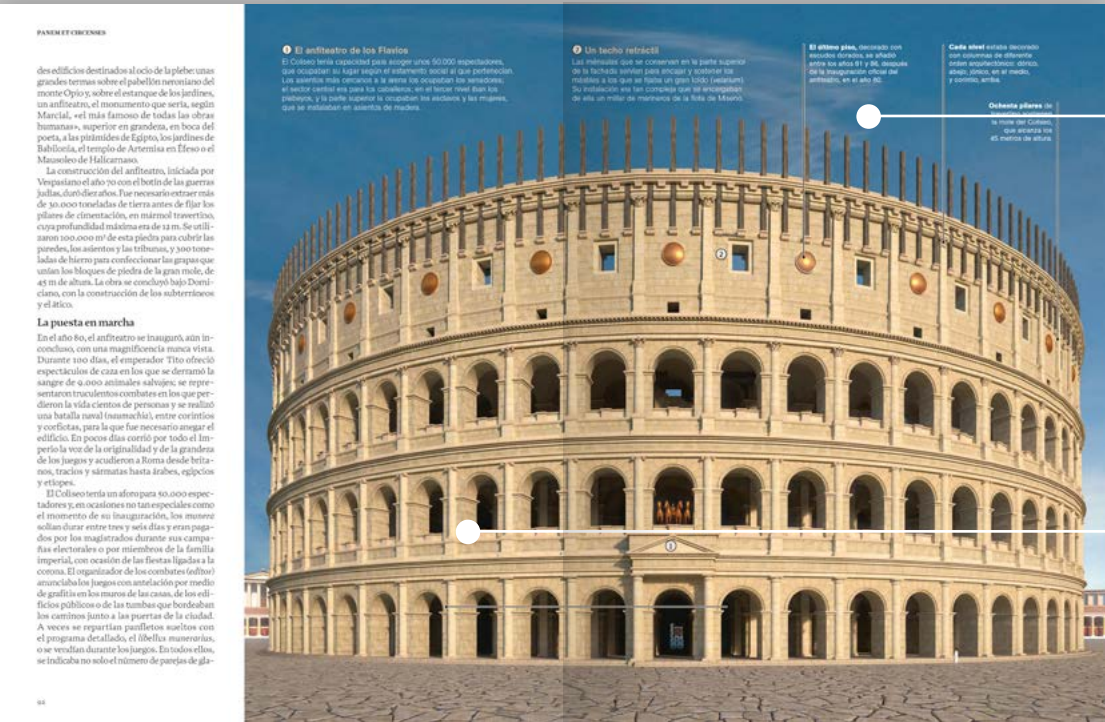 PANEM ET CIRCENSES
des edificios destinados al ocio de la plebe: unas
grandes termas sobre el pabellón neroniano del
monte Opio y, sobre el estanque de los jardines,
un anfiteatro, el monumento que sería, según
Marcial, «el más famoso de todas las obras
humanas», superior en grandeza, en boca del
poeta, a las pirámides de Egipto, los jardines de
Babilonia, el templo de Artemisa en Éfeso o el
Mausoleo de Halicarnaso.
La construcción del anfiteatro, iniciada por
Vespasiano el año 70 con el botín de las guerras
judías, duró diez años. Fue necesario extraer más
de 30.000 toneladas de tierra antes de fijar los
pilares de cimentación, en mármol travertino,
cuya profundidad máxima era de 12 m. Se utili-
zaron 100.000 m³ de esta piedra para cubrir las
paredes, los asientos y las tribunas, y 300 tone-
ladas de hierro para confeccionar las grapas que
unían los bloques de piedra de la gran mole, de
45 m de altura. La obra se concluyó bajo Domi-
ciano, con la construcción de los subterráneos
y el ático.
La puesta en marcha
En el año 80, el anfiteatro se inauguró, aún in-
concluso, con una magnificencia nunca vista.
Durante 100 días, el emperador Tito ofreció
espectáculos de caza en los que se derramó la
sangre de 9.000 animales salvajes; se repre-
sentaron truculentos combates en los que per-
dieron la vida cientos de personas y se realizó
una batalla naval (naumachia), entre corintios
y corfiotas, para la que fue necesario anegar el
edificio. En pocos días corrió por todo el Im-
perio la voz de la originalidad y de la grandeza
de los juegos y acudieron a Roma desde brita-
nos, tracios y sármatas hasta árabes, egipcios
y etíopes.
El Coliseo tenía un aforo para 50.000 espec-
tadores y, en ocasiones no tan especiales como
el momento de su inauguración, los munera
solían durar entre tres y seis días y eran paga-
dos por los magistrados durante sus campa-
ñas electorales o por miembros de la familia
imperial, con ocasión de las fiestas ligadas a la
corona. El organizador de los combates (editor)
anunciaba los juegos con antelación por medio
de grafitis en los muros de las casas, de los edi-
ficios públicos o de las tumbas que bordeaban
los caminos junto a las puertas de la ciudad.
A veces se repartían panfletos sueltos con
el programa detallado, el libellus munerarius,
o se vendían durante los juegos. En todos ellos,
se indicaba no solo el número de parejas de gla-
1 El anfiteatro de los Flavios
El Coliseo tenía capacidad para acoger unos 50.000 espectadores,
que ocupaban su lugar según el estamento social al que pertenecían.
Los asientos más cercanos a la arena los ocupaban los senadores;
el sector central era para los caballeros; en el tercer nivel iban los
plebeyos, y la parte superior la ocupaban los esclavos y las mujeres,
que se instalaban en asientos de madera.
2 Un techo retráctil
Las ménsulas que se conservan en la parte superior
de la fachada servían para encajar y sostener los
mástiles a los que se fijaba un gran toldo (velarium).
Su instalación era tan compleja que se encargaban
de ella un millar de marineros de la flota de Miseno.
El último piso, decorado con
escudos dorados, se añadió
entre los años 81 y 86, después
de la inauguración oficial del
anfiteatro, en el año 80.
Cada nivel estaba decorado
con columnas de diferente
orden arquitectónico: dórico,
abajo, jónico, en el medio,
y corintio, arriba.
Ochenta pilares de
la mole del Coliseo,
que alcanza los
45 metros de altura.
2
1